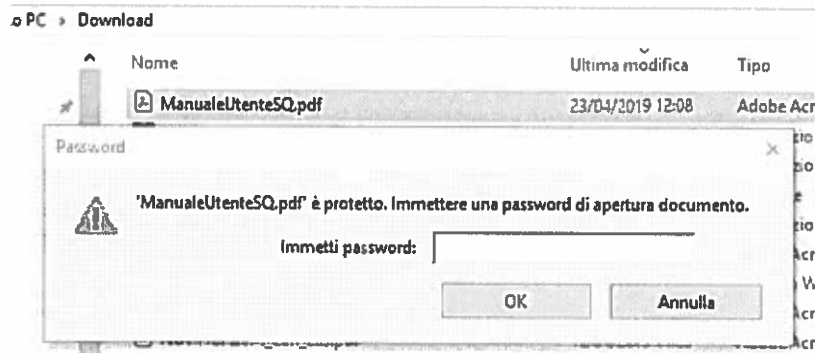 .o PC > Download
Nome Ultima modifica Tipo
ManualeUtenteSQ.pdf 23/04/2019 12:08 Adobe Acr
Password
'ManualeUtenteSQ.pdf' è protetto. Immettere una password di apertura documento.
Immetti password:
OK Annulla